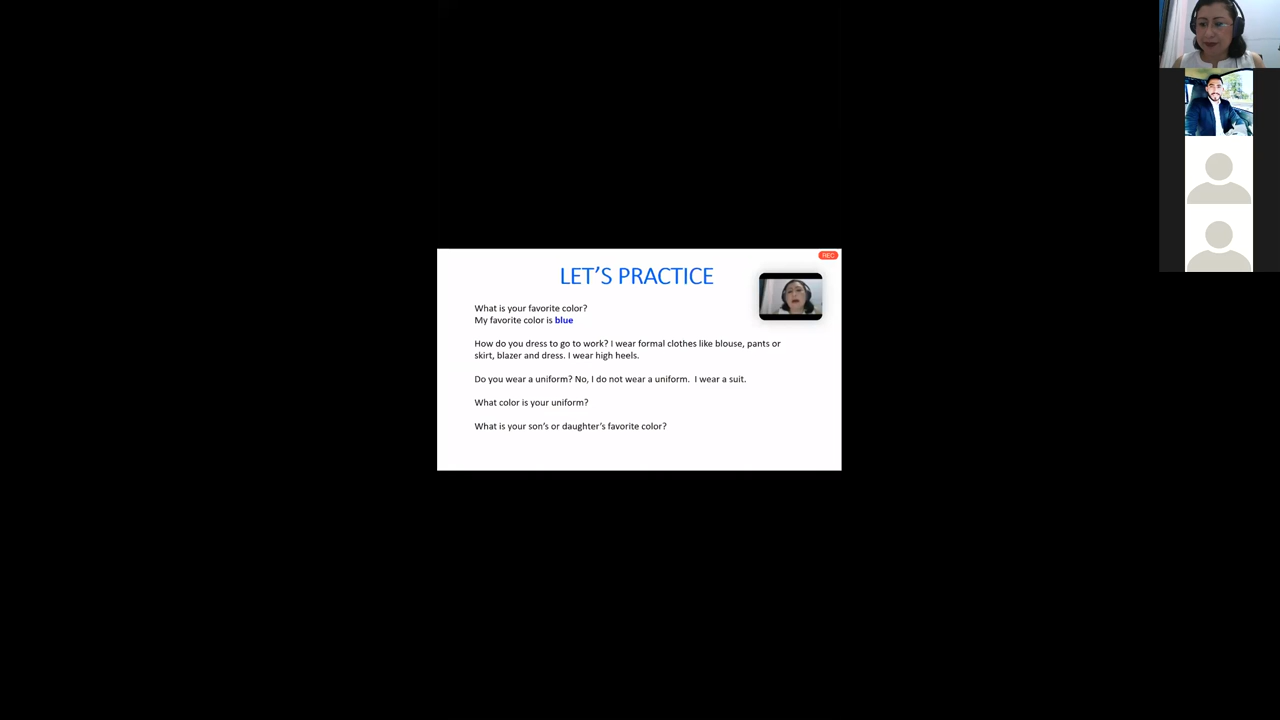 REC
LET'S PRACTICE
What is your favorite color?
My favorite color is blue
How do you dress to go to work? I wear formal clothes like blouse, pants or
skirt, blazer and dress. I wear high heels.
Do you wear a uniform? No, I do not wear a uniform.  I wear a suit.
What color is your uniform?
What is your son's or daughter's favorite color?